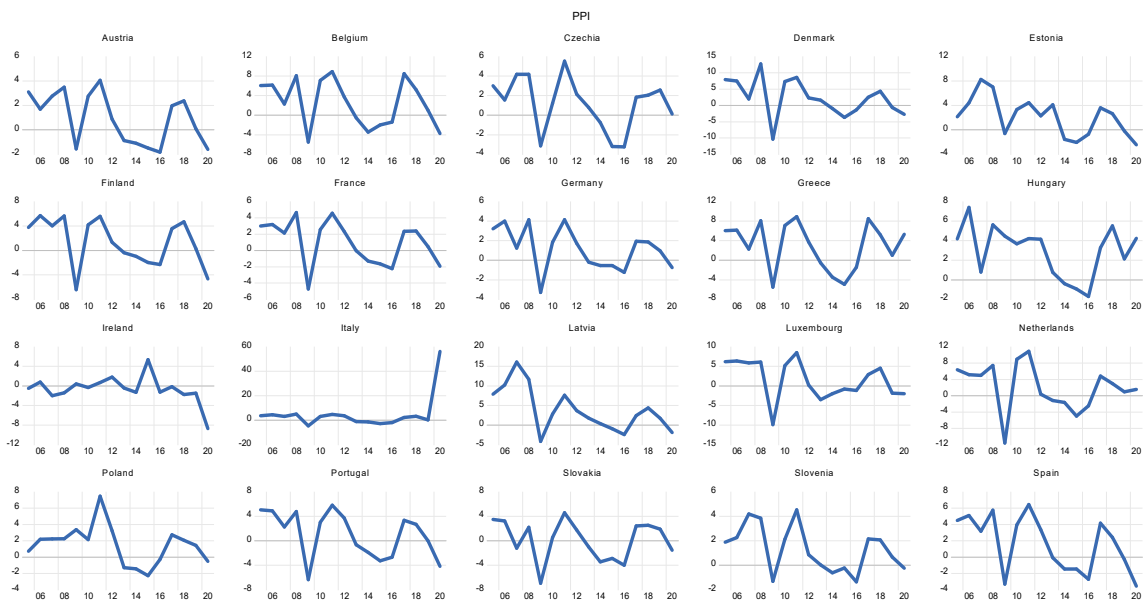 PPI
Austria
6
4
2
0
-2
06 08 10 12 14 16 18 20
Belgium
12
8
4
0
-4
-8
06 08 10 12 14 16 18 20
Czechia
6
4
2
0
-2
-4
06 08 10 12 14 16 18 20
Denmark
15
10
5
0
-5
-10
-15
06 08 10 12 14 16 18 20
Estonia
12
8
4
0
-4
06 08 10 12 14 16 18 20
Finland
8
4
0
-4
-8
06 08 10 12 14 16 18 20
France
6
4
2
0
-2
-4
-6
06 08 10 12 14 16 18 20
Germany
6
4
2
0
-2
-4
06 08 10 12 14 16 18 20
Greece
12
8
4
0
-4
-8
06 08 10 12 14 16 18 20
Hungary
8
6
4
2
0
-2
06 08 10 12 14 16 18 20
Ireland
8
4
0
-4
-8
-12
06 08 10 12 14 16 18 20
Italy
60
40
20
0
-20
06 08 10 12 14 16 18 20
Latvia
20
15
10
5
0
-5
06 08 10 12 14 16 18 20
Luxembourg
10
5
0
-5
-10
-15
06 08 10 12 14 16 18 20
Netherlands
12
8
4
0
-4
-8
-12
06 08 10 12 14 16 18 20
Poland
8
6
4
2
0
-2
-4
06 08 10 12 14 16 18 20
Portugal
8
4
0
-4
-8
06 08 10 12 14 16 18 20
Slovakia
8
4
0
-4
-8
06 08 10 12 14 16 18 20
Slovenia
6
4
2
0
-2
06 08 10 12 14 16 18 20
Spain
8
6
4
2
0
-2
-4
06 08 10 12 14 16 18 20